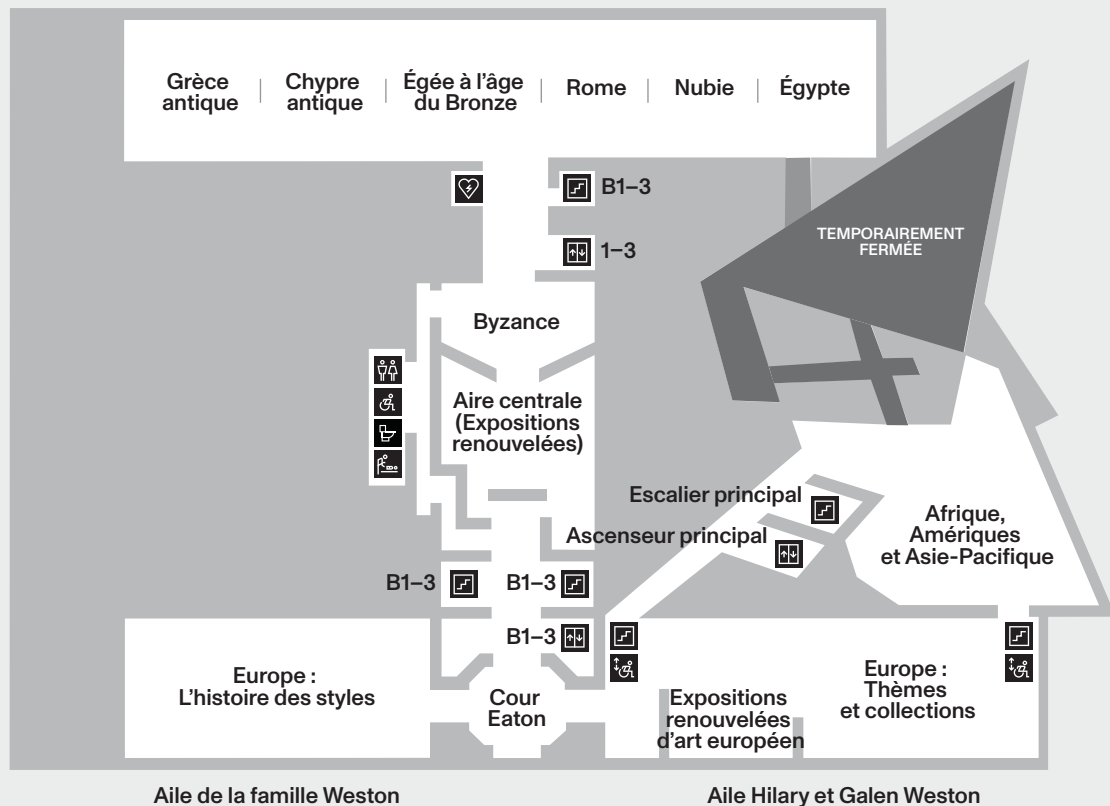 Grèce
antique
Chypre
antique
Égée à l'âge
du Bronze
Rome
Nubie
Égypte
B1–3
1–3
TEMPORAIREMENT
FERMÉE
Byzance
Aire centrale
(Expositions
renouvelées)
Escalier principal
Ascenseur principal
Afrique,
Amériques
et Asie-Pacifique
B1–3
B1–3
B1–3
Europe :
L'histoire des styles
Cour
Eaton
Expositions
renouvelées
d'art européen
Europe :
Thèmes
et collections
Aile de la famille Weston
Aile Hilary et Galen Weston